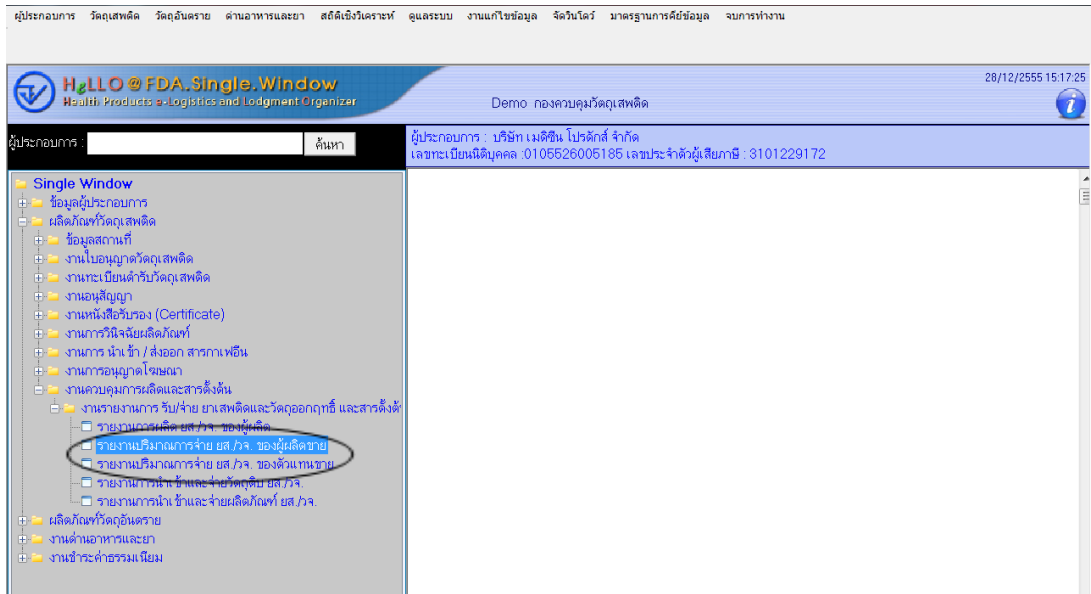 ผู้ประกอบการ วัตถุเสพติด วัตถุอันตราย ด่านอาหารและยา สถิติเชิงวิเคราะห์ ดูแลระบบ งานแก้ไขข้อมูล จัดวินโดว์ มาตรฐานการคีย์ข้อมูล จบการทำงาน
28/12/2555 15:17:25
HeLLO @ FDA.Single.Window
Health Products e-Logistics and Lodgment Organizer
Demo กองควบคุมวัตถุเสพติด
ผู้ประกอบการ : ค้นหา
ผู้ประกอบการ : บริษัท เมดิซีน โปรดักส์ จำกัด
เลขทะเบียนนิติบุคคล :0105526005185 เลขประจำตัวผู้เสียภาษี : 3101229172
Single Window
ข้อมูลผู้ประกอบการ
ผลิตภัณฑ์วัตถุเสพติด
ข้อมูลสถานที่
งานใบอนุญาตวัตถุเสพติด
งานทะเบียนตำรับวัตถุเสพติด
งานอนุสัญญา
งานหนังสือรับรอง (Certificate)
งานการวินิจฉัยผลิตภัณฑ์
งานการ นำเข้า / ส่งออก สารกาเฟอีน
งานการอนุญาตโฆษณา
งานควบคุมการผลิตและสารตั้งต้น
งานรายงานการ รับ/จ่าย ยาเสพติดและวัตถุออกฤทธิ์ และสารตั้งต้
รายงานการผลิต ยส./วจ. ของผู้ผลิต
รายงานปริมาณการจ่าย ยส./วจ. ของผู้ผลิตขาย
รายงานปริมาณการจ่าย ยส./วจ. ของตัวแทนขาย
รายงานการนำเข้าและจ่ายวัตถุดิบ ยส./วจ.
รายงานการนำเข้าและจ่ายผลิตภัณฑ์ ยส./วจ.
ผลิตภัณฑ์วัตถุอันตราย
งานด่านอาหารและยา
งานชำระค่าธรรมเนียม